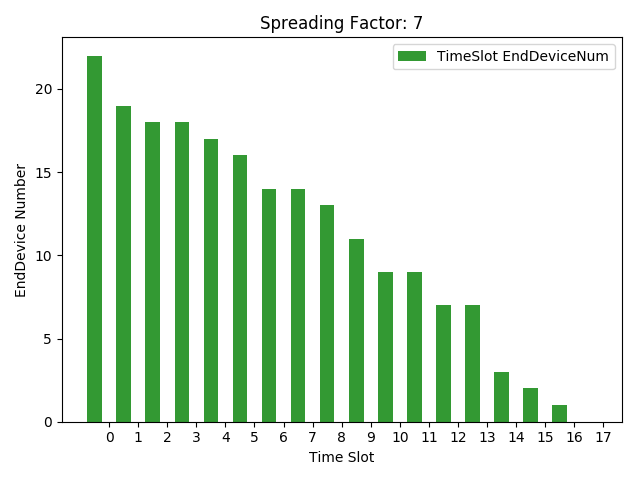 Spreading Factor: 7
TimeSlot EndDeviceNum
EndDevice Number
20
15
10
5
0
0 1 2 3 4 5 6 7 8 9 10 11 12 13 14 15 16 17
Time Slot